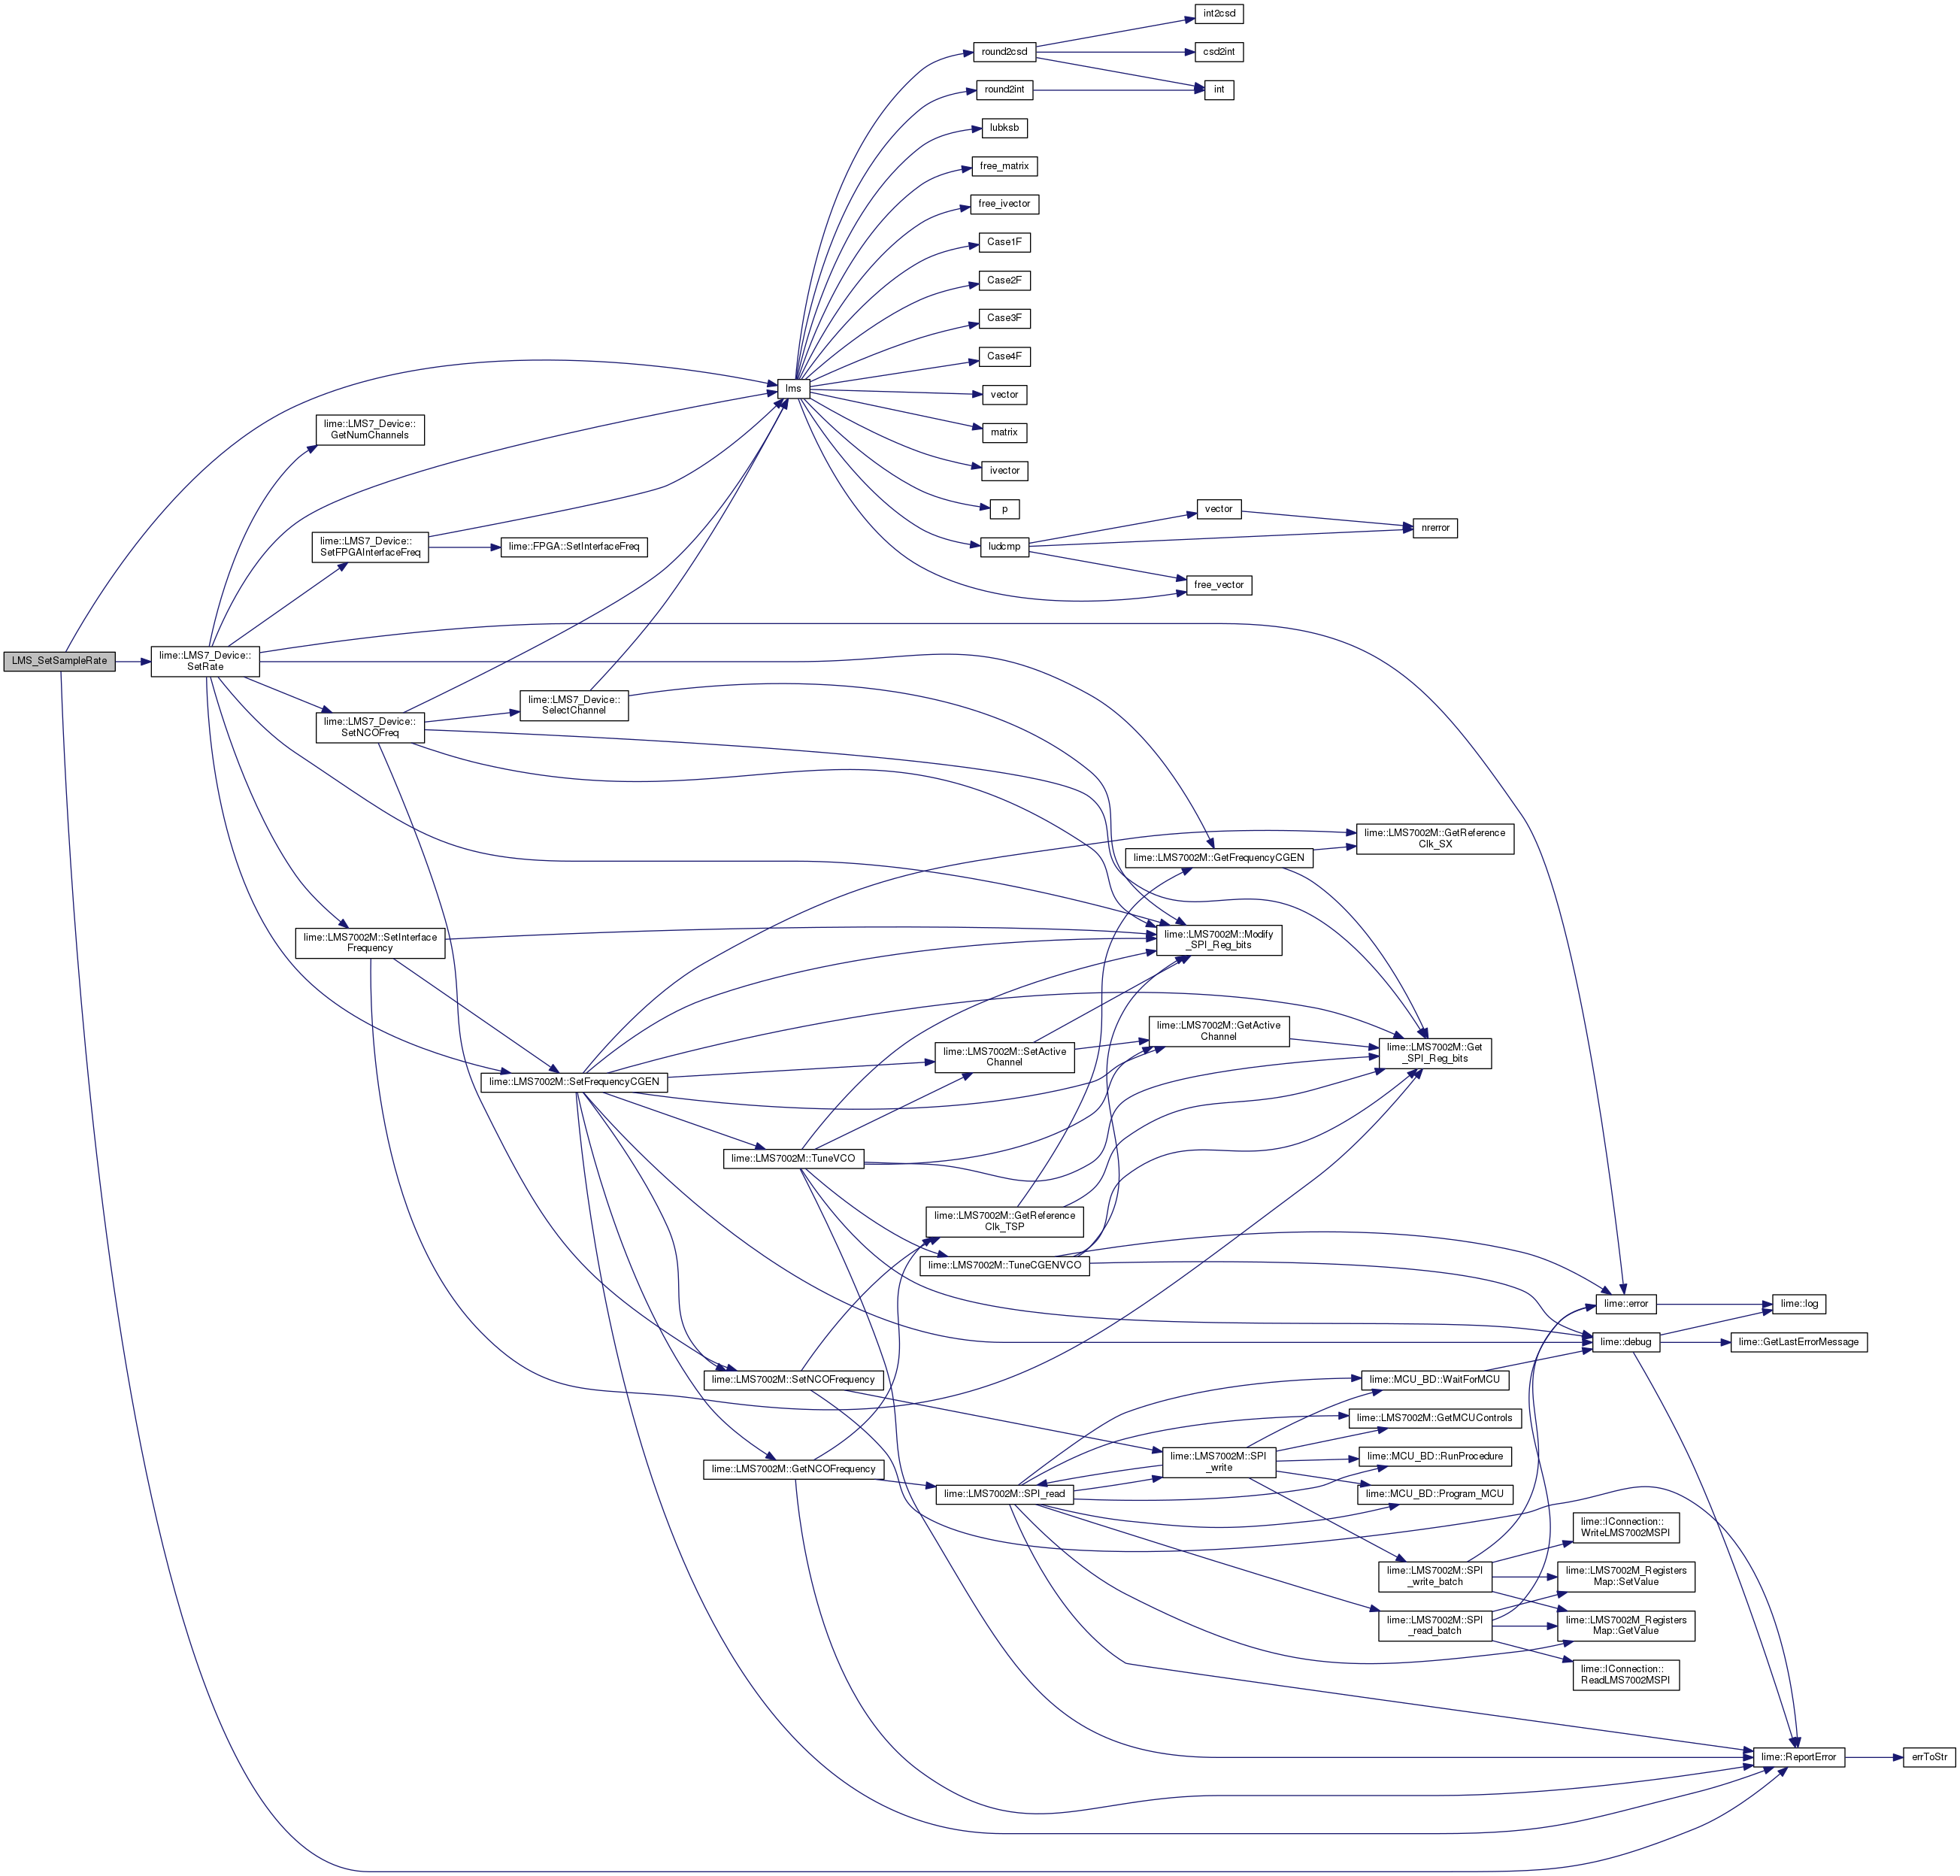 int2csd
round2csd
csd2int
round2int
int
lubksb
free_matrix
free_ivector
Case1F
Case2F
Case3F
Case4F
lms
vector
matrix
ivector
p
ludcmp
vector
nrerror
free_vector
lime::LMS7_Device::
GetNumChannels
lime::LMS7_Device::
SetFPGAInterfaceFreq
lime::FPGA::SetInterfaceFreq
LMS_SetSampleRate
lime::LMS7_Device::
SetRate
lime::LMS7_Device::
SelectChannel
lime::LMS7_Device::
SetNCOFreq
lime::LMS7002M::GetReference
Clk_SX
lime::LMS7002M::GetFrequencyCGEN
lime::LMS7002M::SetInterface
Frequency
lime::LMS7002M::Modify
_SPI_Reg_bits
lime::LMS7002M::GetActive
Channel
lime::LMS7002M::SetActive
Channel
lime::LMS7002M::Get
_SPI_Reg_bits
lime::LMS7002M::SetFrequencyCGEN
lime::LMS7002M::TuneVCO
lime::LMS7002M::GetReference
Clk_TSP
lime::LMS7002M::TuneCGENVCO
lime::error
lime::log
lime::debug
lime::GetLastErrorMessage
lime::LMS7002M::SetNCOFrequency
lime::MCU_BD::WaitForMCU
lime::LMS7002M::GetMCUControls
lime::LMS7002M::GetNCOFrequency
lime::LMS7002M::SPI
_write
lime::MCU_BD::RunProcedure
lime::LMS7002M::SPI_read
lime::MCU_BD::Program_MCU
lime::IConnection::
WriteLMS7002MSPI
lime::LMS7002M::SPI
_write_batch
lime::LMS7002M_Registers
Map::SetValue
lime::LMS7002M::SPI
_read_batch
lime::LMS7002M_Registers
Map::GetValue
lime::IConnection::
ReadLMS7002MSPI
lime::ReportError
errToStr